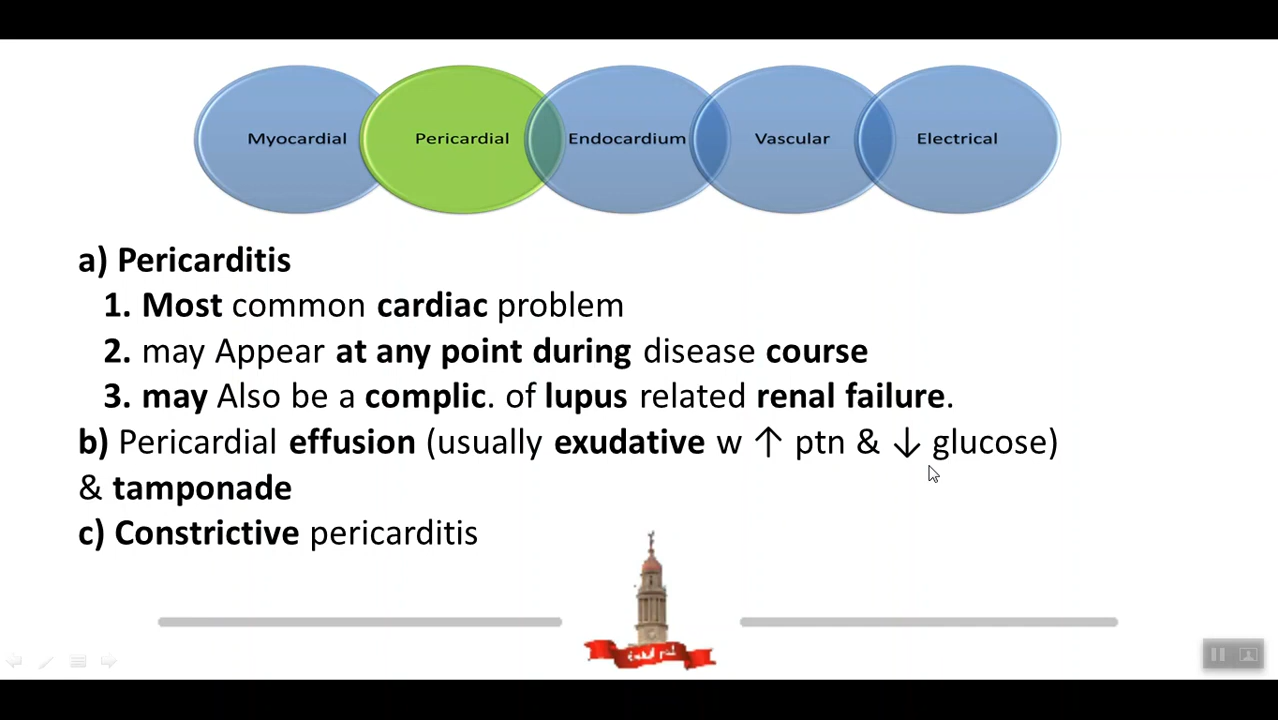 Myocardial Pericardial Endocardium Vascular Electrical
a) Pericarditis
1. Most common cardiac problem
2. may Appear at any point during disease course
3. may Also be a complic. of lupus related renal failure.
b) Pericardial effusion (usually exudative w ↑ ptn & ↓ glucose)
& tamponade
c) Constrictive pericarditis